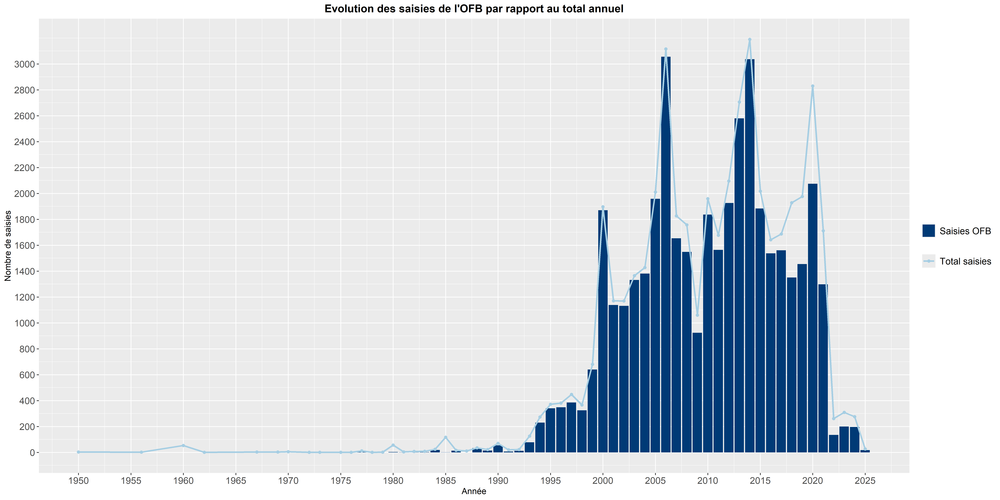 Evolution des saisies de l'OFB par rapport au total annuel
Nombre de saisies
3000
2800
2600
2400
2200
2000
1800
1600
1400
1200
1000
800
600
400
200
0
1950 1955 1960 1965 1970 1975 1980 1985 1990 1995 2000 2005 2010 2015 2020 2025
Année
Saisies OFB
Total saisies